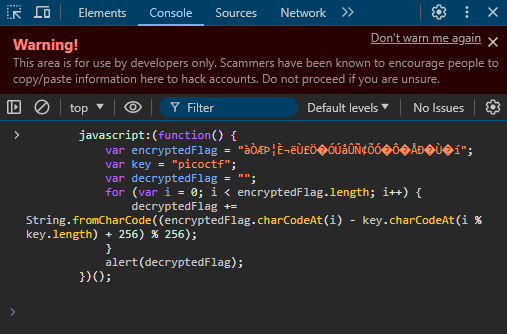 Elements Console Sources Network
Warning! Don't warn me again
This area is for use by developers only. Scammers have been known to encourage people to
copy/paste information here to hack accounts. Do not proceed if you are unsure.
top Filter Default levels No Issues
javascript:(function() {
var encryptedFlag = "àÒÆÞ¦È¬ëÙ£Ö�ÓÚåÛÑ¢ÕÓ�Ô�ÅÐ�Ù�í";
var key = "picoctf";
var decryptedFlag = "";
for (var i = 0; i < encryptedFlag.length; i++) {
decryptedFlag +=
String.fromCharCode((encryptedFlag.charCodeAt(i) - key.charCodeAt(i %
key.length) + 256) % 256);
}
alert(decryptedFlag);
})();